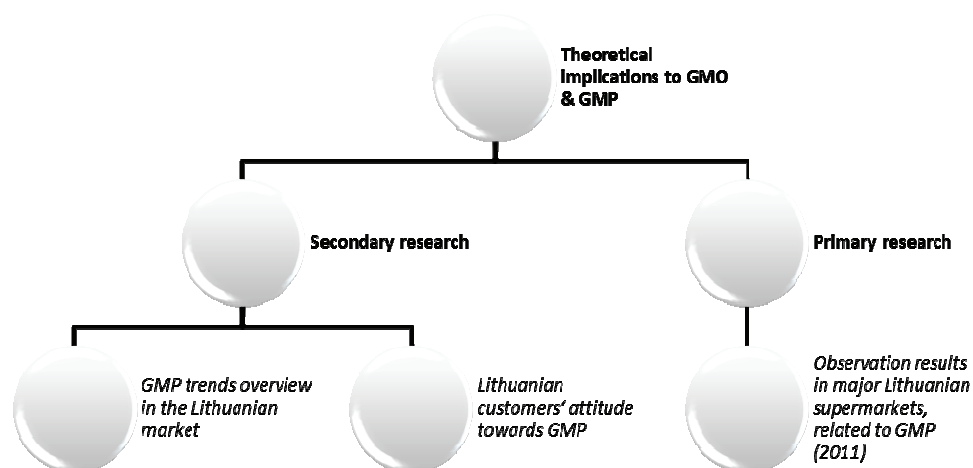 Theoretical
implications to GMO
& GMP
Secondary research
Primary research
GMP trends overview
in the Lithuanian
market
Lithuanian
customers‘ attitude
towards GMP
Observation results
in major Lithuanian
supermarkets,
related to GMP
(2011)